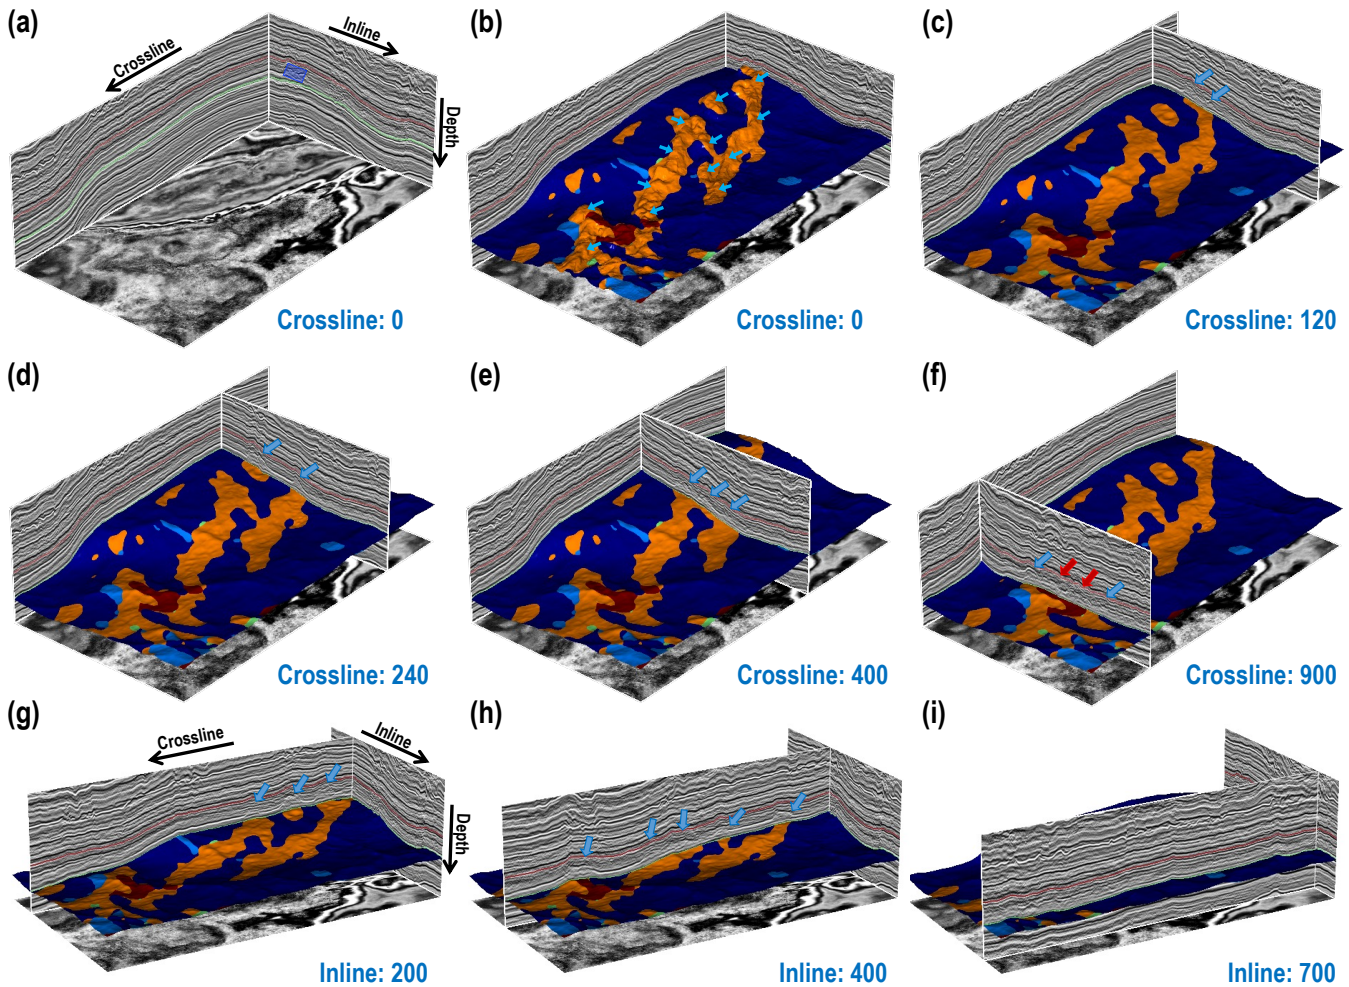 (a)
Crossline
Inline
Depth
Crossline: 0
(b)
Crossline: 0
(c)
Crossline: 120
(d)
Crossline: 240
(e)
Crossline: 400
(f)
Crossline: 900
(g)
Crossline
Inline
Depth
Inline: 200
(h)
Inline: 400
(i)
Inline: 700